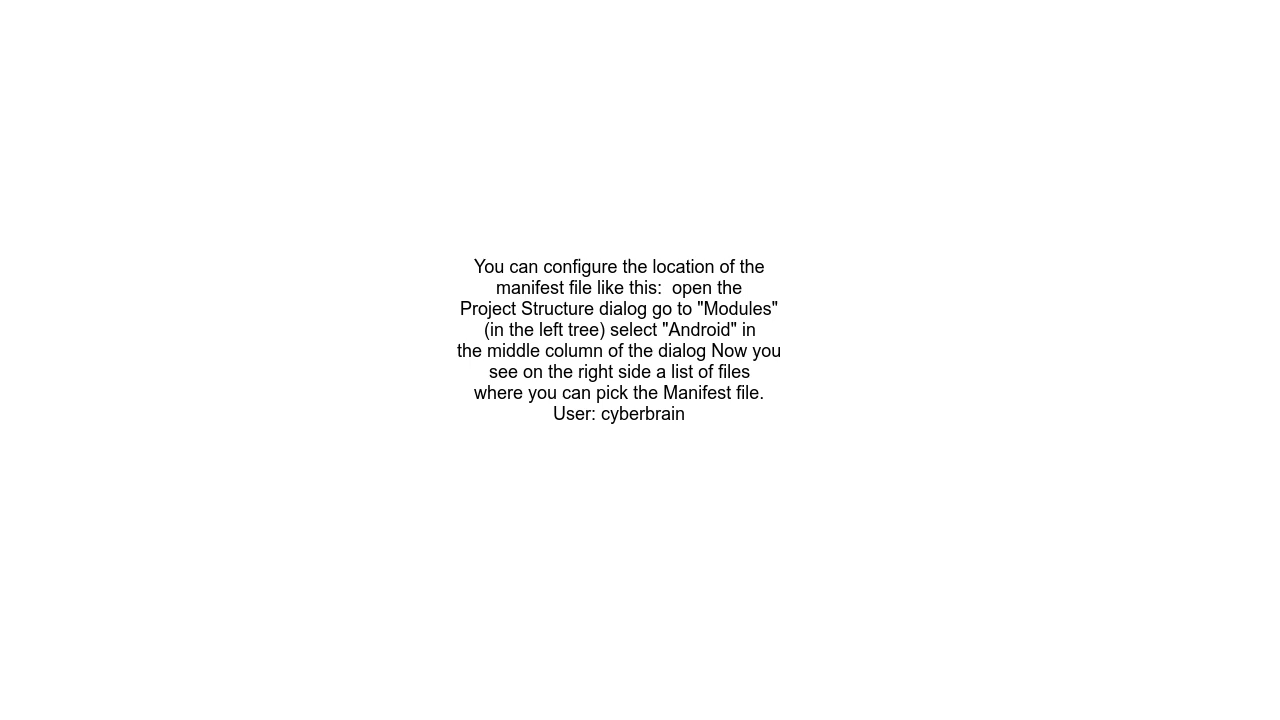 You can configure the location of the
manifest file like this:  open the
Project Structure dialog go to "Modules"
(in the left tree) select "Android" in
the middle column of the dialog Now you
see on the right side a list of files
where you can pick the Manifest file.
User: cyberbrain